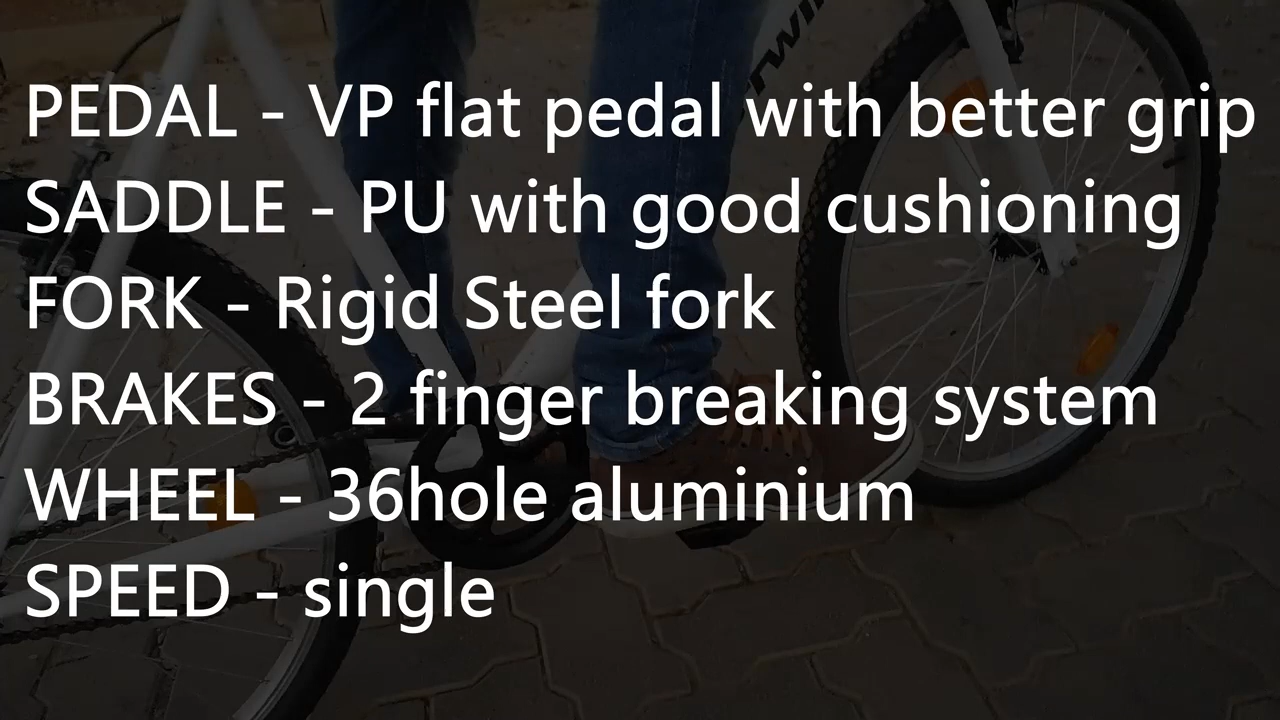 PEDAL - VP flat pedal with better grip
SADDLE - PU with good cushioning
FORK - Rigid Steel fork
BRAKES - 2 finger breaking system
WHEEL - 36hole aluminium
SPEED - single